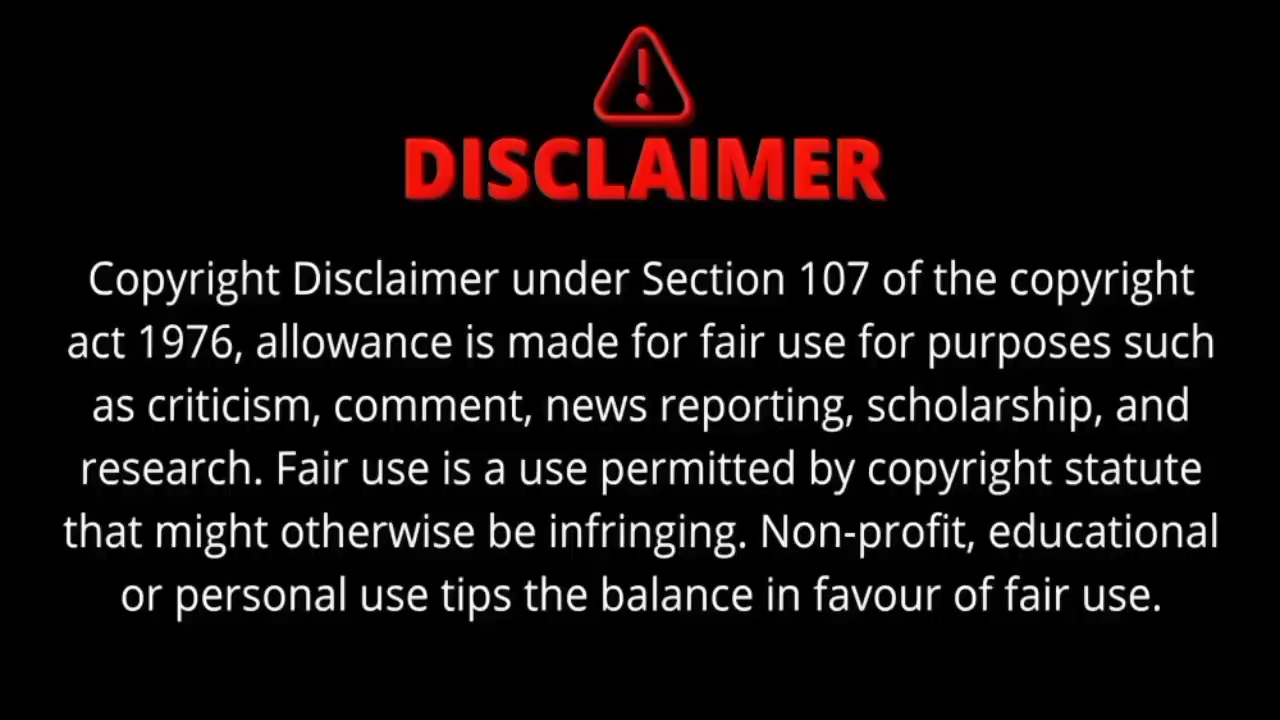 DISCLAIMER
Copyright Disclaimer under Section 107 of the copyright
act 1976, allowance is made for fair use for purposes such
as criticism, comment, news reporting, scholarship, and
research. Fair use is a use permitted by copyright statute
that might otherwise be infringing. Non-profit, educational
or personal use tips the balance in favour of fair use.